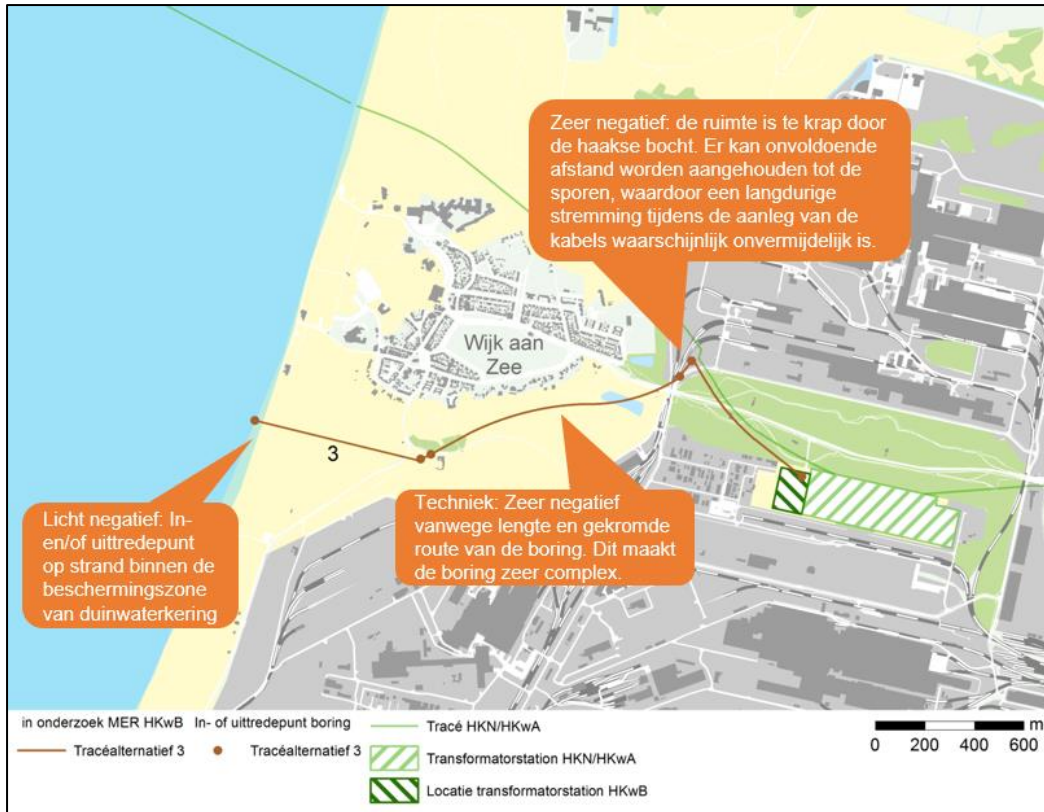 Zeer negatief: de ruimte is te krap door
de haakse bocht. Er kan onvoldoende
afstand worden aangehouden tot de
sporen, waardoor een langdurige
stremming tijdens de aanleg van de
kabels waarschijnlijk onvermijdelijk is.
Wijk aan
Zee
3
Licht negatief: In-
en/of uittredepunt
op strand binnen de
beschermingszone
van duinwaterkering
Techniek: Zeer negatief
vanwege lengte en gekromde
route van de boring. Dit maakt
de boring zeer complex.
in onderzoek MER HKwB In- of uittredepunt boring
Tracéalternatief 3
Tracéalternatief 3
Tracé HKN/HKwA
Transformatorstation HKN/HKwA
Locatie transformatorstation HKwB
m
0 200 400 600